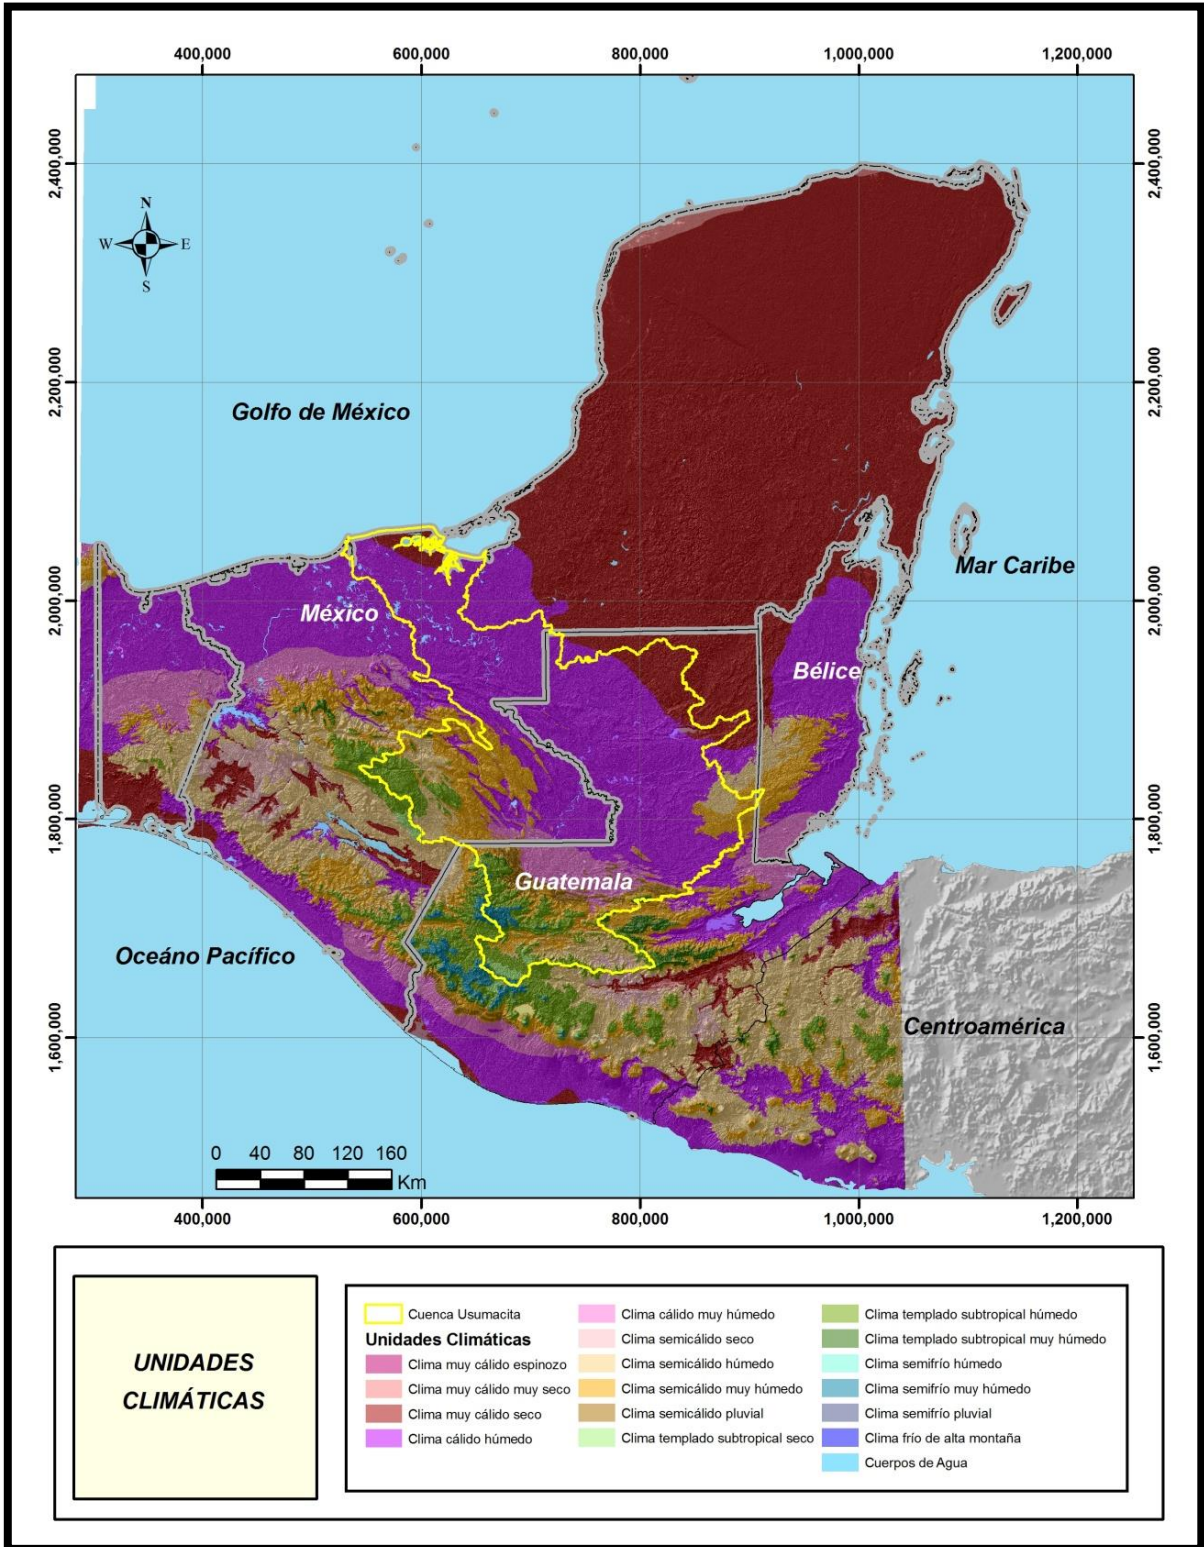 400,000 600,000 800,000 1,000,000 1,200,000
2,400,000 2,400,000
N
W E
S
2,200,000 2,200,000
Golfo de México
Mar Caribe
2,000,000 2,000,000
México
Bélice
1,800,000 1,800,000
Guatemala
Oceáno Pacífico
Centroamérica
1,600,000 1,600,000
0 40 80 120 160
Km
400,000 600,000 800,000 1,000,000 1,200,000
UNIDADES
CLIMÁTICAS
Cuenca Usumacita
Unidades Climáticas
Clima muy cálido espinozo
Clima muy cálido muy seco
Clima muy cálido seco
Clima cálido húmedo
Clima cálido muy húmedo
Clima semicálido seco
Clima semicálido húmedo
Clima semicálido muy húmedo
Clima semicálido pluvial
Clima templado subtropical seco
Clima templado subtropical húmedo
Clima templado subtropical muy húmedo
Clima semifrío húmedo
Clima semifrío muy húmedo
Clima semifrío pluvial
Clima frío de alta montaña
Cuerpos de Agua